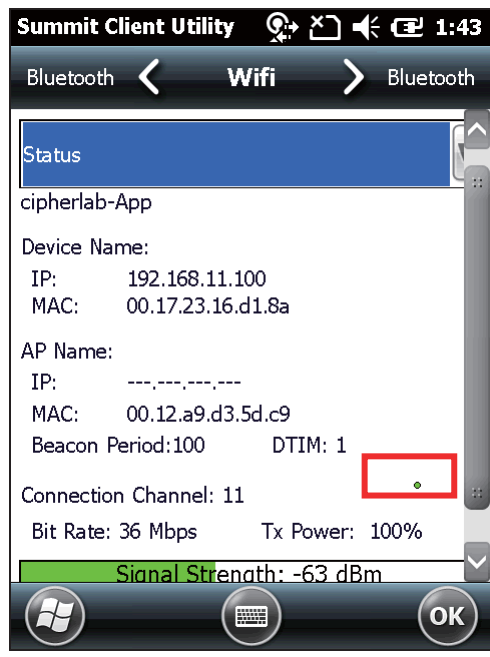 Summit Client Utility 1:43
Bluetooth Wifi Bluetooth
Status
cipherlab-App
Device Name:
IP: 192.168.11.100
MAC: 00.17.23.16.d1.8a
AP Name:
IP: ---.---.---.---
MAC: 00.12.a9.d3.5d.c9
Beacon Period:100 DTIM: 1
Connection Channel: 11
Bit Rate: 36 Mbps Tx Power: 100%
Signal Strength: -63 dBm
OK